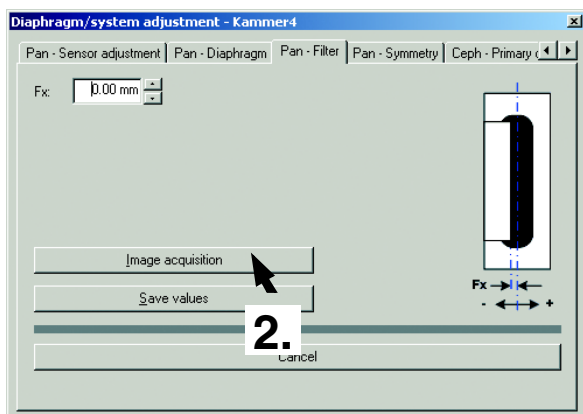 Diaphragm/system adjustment - Kammer4
Pan - Sensor adjustment Pan - Diaphragm Pan - Filter Pan - Symmetry Ceph - Primary
Fx: 0.00 mm
Image acquisition
Fx
- +
Save values
2.
Cancel